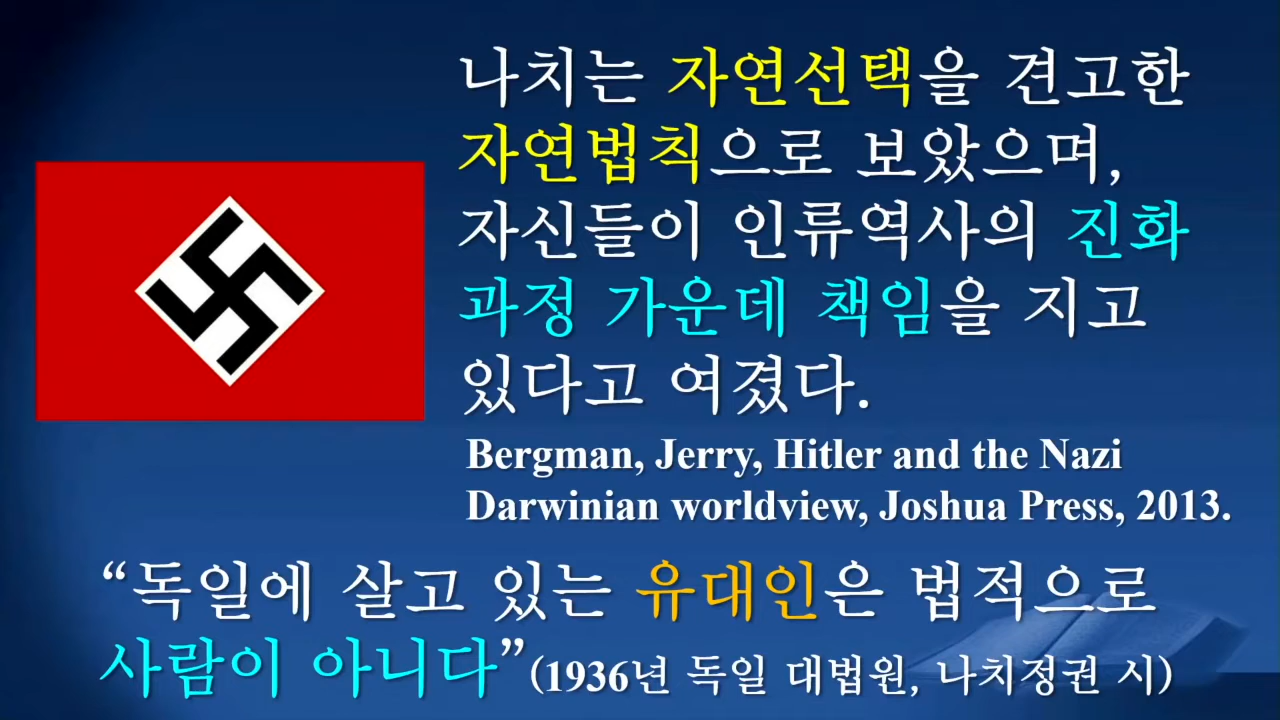 나치는 자연선택을 견고한
자연법칙으로 보았으며,
자신들이 인류역사의 진화
과정 가운데 책임을 지고
있다고 여겼다.
Bergman, Jerry, Hitler and the Nazi
Darwinian worldview, Joshua Press, 2013.
“독일에 살고 있는 유대인은 법적으로
사람이 아니다”(1936년 독일 대법원, 나치정권 시)